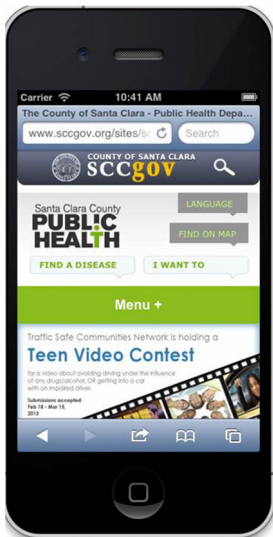 Carrier 10:41 AM
The County of Santa Clara - Public Health Depa...
www.sccgov.org/sites/sc Search
COUNTY OF SANTA CLARA
SCCgov
LANGUAGE
Santa Clara County
PUBLIC
HEALTH
FIND ON MAP
FIND A DISEASE I WANT TO
Menu +
Traffic Safe Communities Network is holding a
Teen Video Contest
for a video about avoiding driving under the influence
of any drugs/alcohol, OR getting into a car
with an impaired driver.
Submissions accepted
Feb 18 - Mar 15,
2013